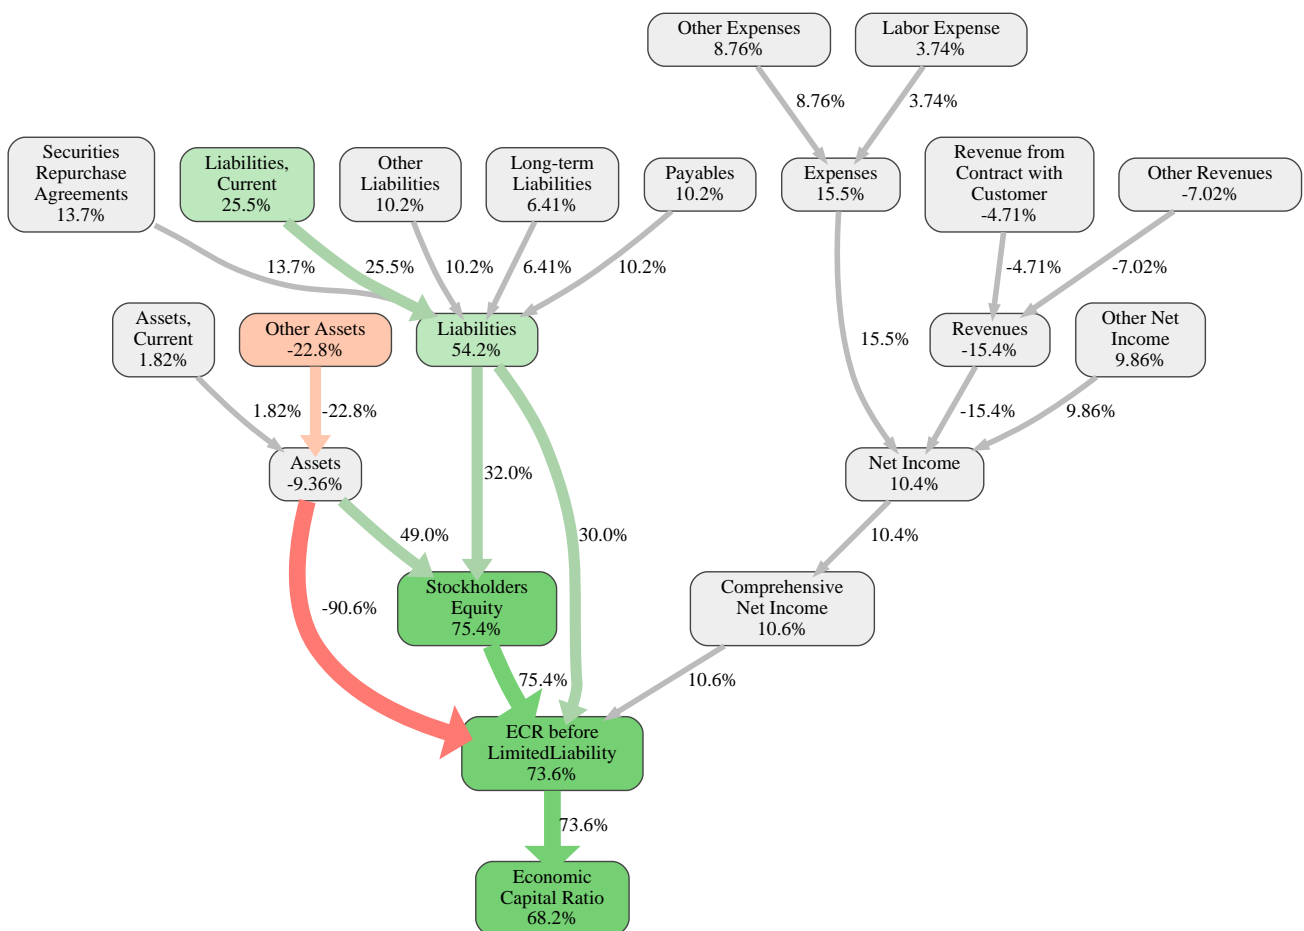 Other Expenses
8.76%
Labor Expense
3.74%
8.76%
3.74%
Securities
Repurchase
Agreements
13.7%
Liabilities,
Current
25.5%
Other
Liabilities
10.2%
Long-term
Liabilities
6.41%
Payables
10.2%
Expenses
15.5%
Revenue from
Contract with
Customer
-4.71%
Other Revenues
-7.02%
13.7%
25.5%
10.2%
6.41%
10.2%
-4.71%
-7.02%
Assets,
Current
1.82%
Other Assets
-22.8%
Liabilities
54.2%
15.5%
Revenues
-15.4%
Other Net
Income
9.86%
1.82%
-22.8%
-15.4%
9.86%
Assets
-9.36%
32.0%
Net Income
10.4%
49.0%
30.0%
10.4%
-90.6%
Stockholders
Equity
75.4%
Comprehensive
Net Income
10.6%
75.4%
10.6%
ECR before
LimitedLiability
73.6%
73.6%
Economic
Capital Ratio
68.2%